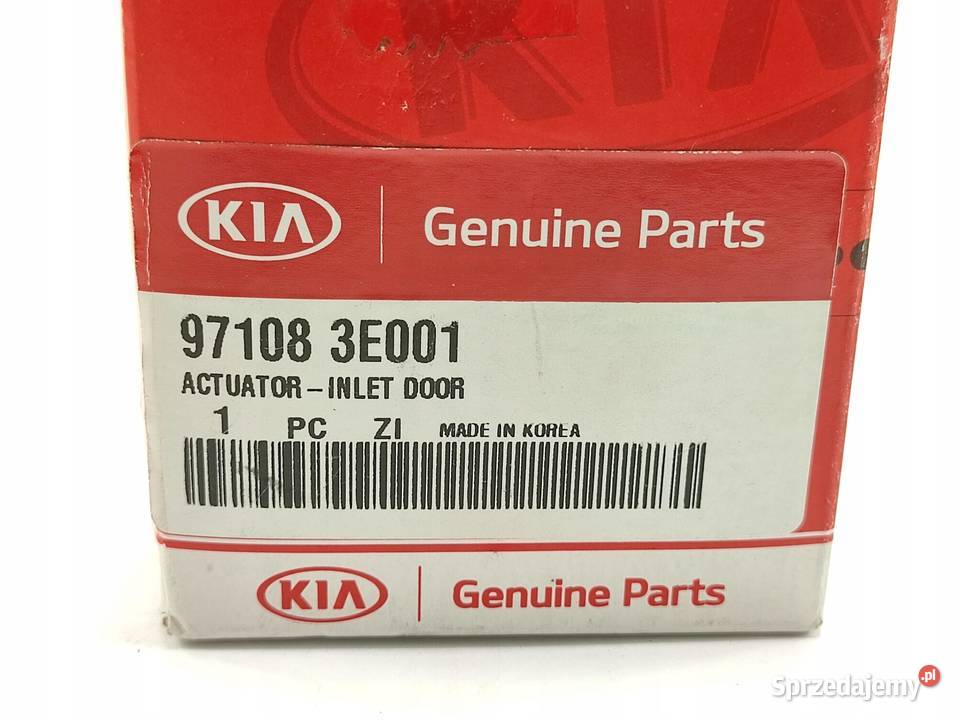 KIA
KIA Genuine Parts
97108 3E001
ACTUATOR-INLET DOOR
1 PC ZI MADE IN KOREA
KIA Genuine Parts
Sprzedajemy.pl